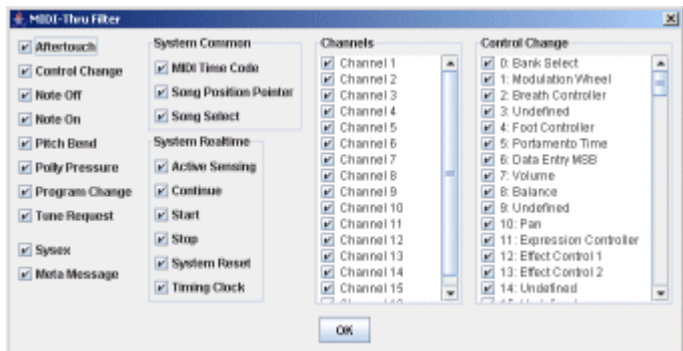 MIDI-Thru Filter
Aftertouch
Control Change
Note Off
Note On
Pitch Bend
Polly Pressure
Program Change
Tune Request
Sysex
Meta Message
System Common
MIDI Time Code
Song Position Pointer
Song Select
System Realtime
Active Sensing
Continue
Start
Stop
System Reset
Timing Clock
Channels
Channel 1
Channel 2
Channel 3
Channel 4
Channel 5
Channel 6
Channel 7
Channel 8
Channel 9
Channel 10
Channel 11
Channel 12
Channel 13
Channel 14
Channel 15
Control Change
0: Bank Select
1: Modulation Wheel
2: Breath Controller
3: Undefined
4: Foot Controller
5: Portamento Time
6: Data Entry MSB
7: Volume
8: Balance
9: Undefined
10: Pan
11: Expression Controller
12: Effect Control 1
13: Effect Control 2
14: Undefined
OK